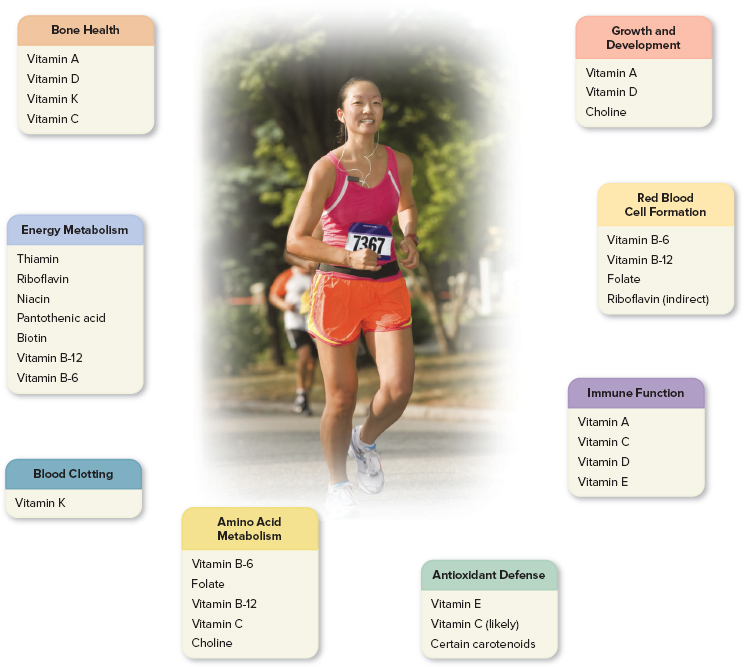 Bone Health
Vitamin A
Vitamin D
Vitamin K
Vitamin C
Growth and
Development
Vitamin A
Vitamin D
Choline
Energy Metabolism
Thiamin
Riboflavin
Niacin
Pantothenic acid
Biotin
Vitamin B-12
Vitamin B-6
7367
Red Blood
Cell Formation
Vitamin B-6
Vitamin B-12
Folate
Riboflavin (indirect)
Immune Function
Vitamin A
Vitamin C
Vitamin D
Vitamin E
Blood Clotting
Vitamin K
Amino Acid
Metabolism
Vitamin B-6
Folate
Vitamin B-12
Vitamin C
Choline
Antioxidant Defense
Vitamin E
Vitamin C (likely)
Certain carotenoids